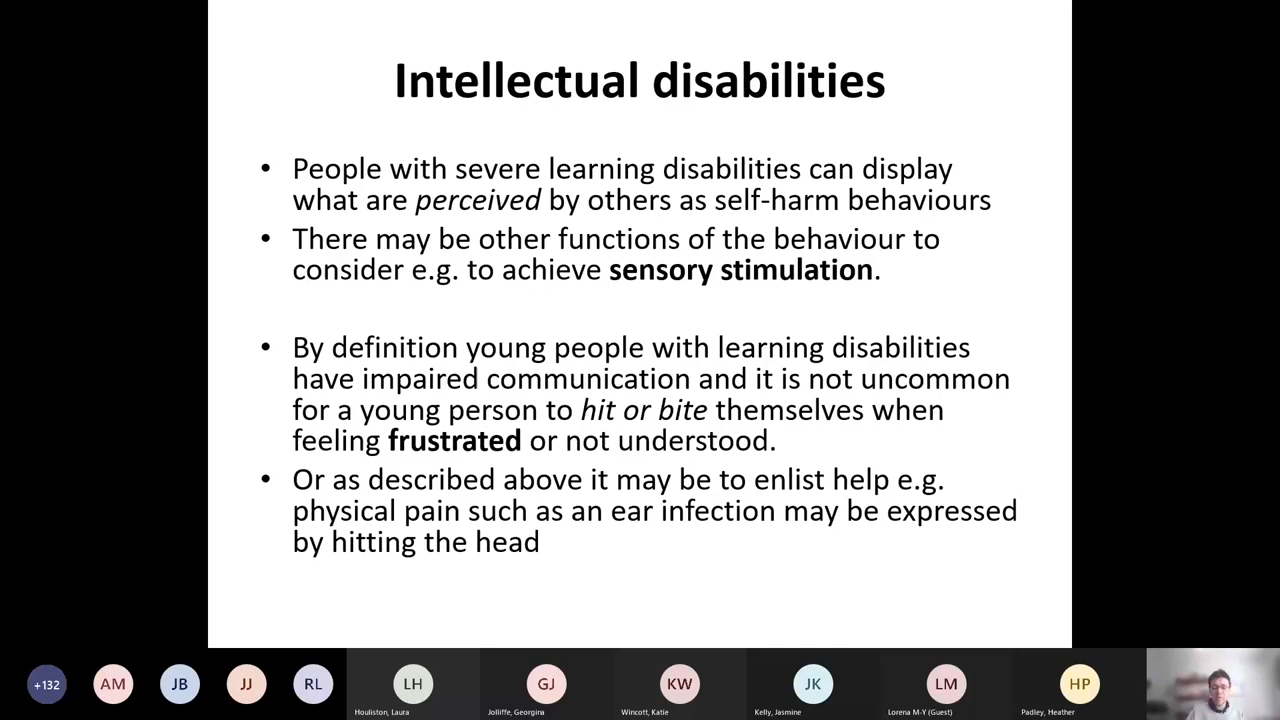 Intellectual disabilities
• People with severe learning disabilities can display
what are perceived by others as self-harm behaviours
• There may be other functions of the behaviour to
consider e.g. to achieve sensory stimulation.
• By definition young people with learning disabilities
have impaired communication and it is not uncommon
for a young person to hit or bite themselves when
feeling frustrated or not understood.
• Or as described above it may be to enlist help e.g.
physical pain such as an ear infection may be expressed
by hitting the head
+132 AM JB JJ RL LH GJ KW JK LM HP
Houliston, Laura Jolliffe, Georgina Wincott, Katie Kelly, Jasmine Lorena M-Y (Guest) Padley, Heather